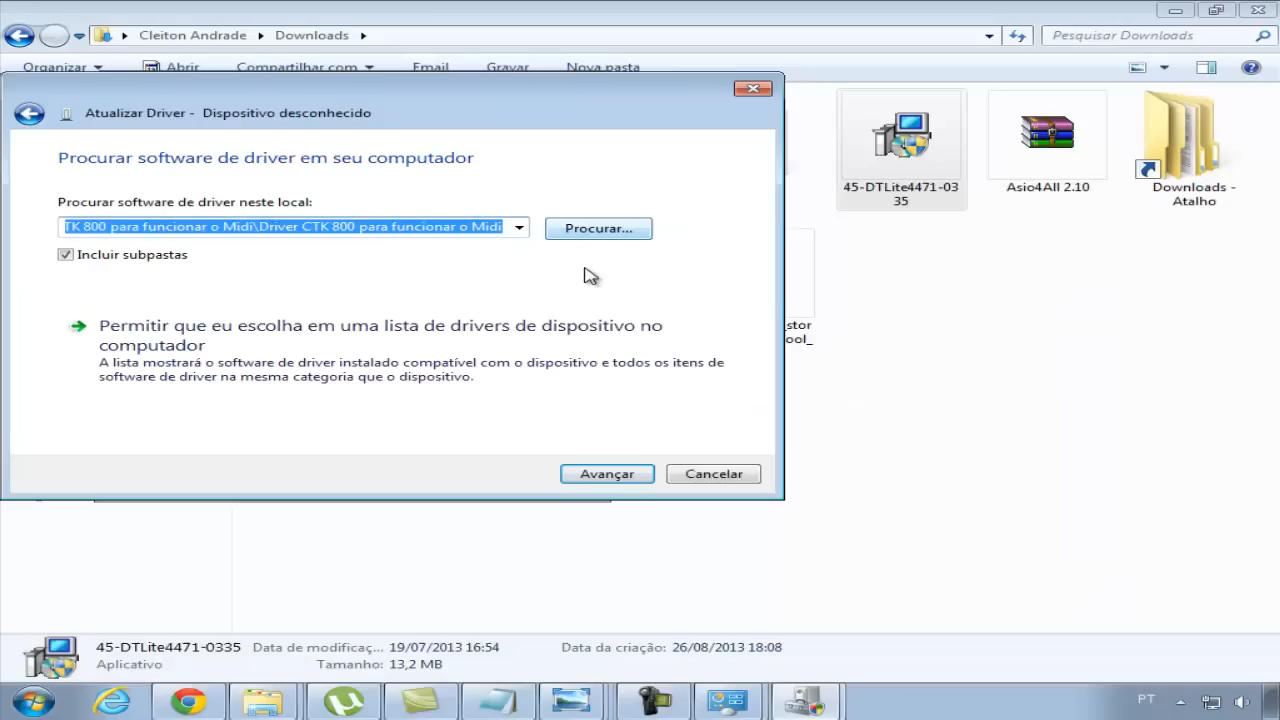 Cleiton Andrade
Downloads
Pesquisar Downloads
Organizar
Abrir
Compartilhar com
Email
Gravar
Nova pasta
Atualizar Driver - Dispositivo desconhecido
Procurar software de driver em seu computador
Procurar software de driver neste local:
TK 800 para funcionar o Midi\Driver CTK 800 para funcionar o Midi
Procurar...
Incluir subpastas
Permitir que eu escolha em uma lista de drivers de dispositivo no
computador
A lista mostrará o software de driver instalado compatível com o dispositivo e todos os itens de
software de driver na mesma categoria que o dispositivo.
Avançar
Cancelar
45-DTLite4471-03
35
Asio4All 2.10
Downloads -
Atalho
stor
ool_
45-DTLite4471-0335
Data de modificaç... 19/07/2013 16:54
Data da criação: 26/08/2013 18:08
Aplicativo
Tamanho: 13,2 MB
PT